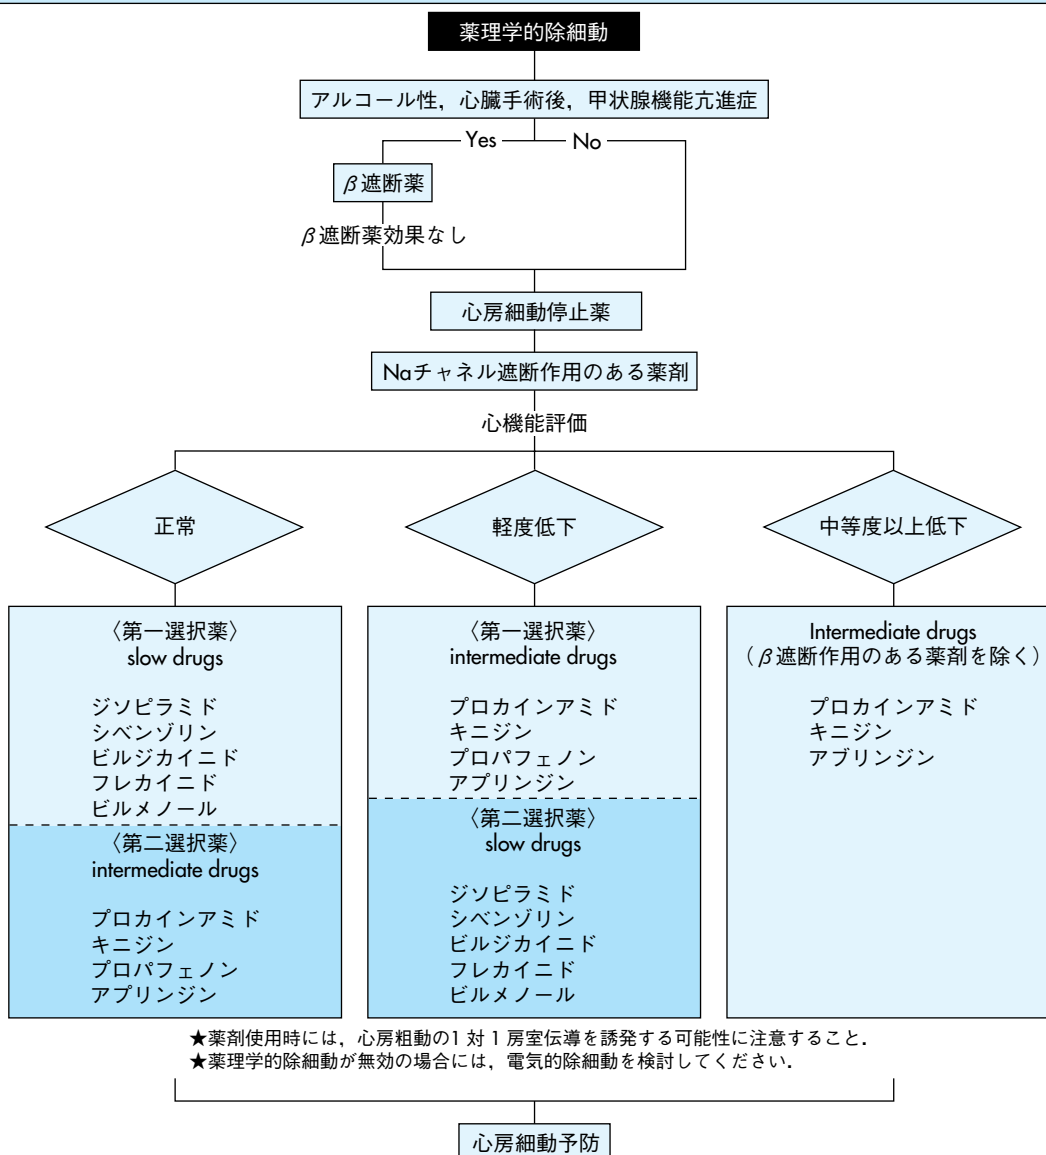 薬理学的除細動
アルコール性，心臓手術後，甲状腺機能亢進症
Yes
No
β遮断薬
β遮断薬効果なし
心房細動停止薬
Naチャネル遮断作用のある薬剤
心機能評価
正常
軽度低下
中等度以上低下
〈第一選択薬〉
slow drugs
ジソピラミド
シベンゾリン
ビルジカイニド
フレカイニド
ビルメノール
〈第二選択薬〉
intermediate drugs
プロカインアミド
キニジン
プロパフェノン
アプリンジン
〈第一選択薬〉
intermediate drugs
プロカインアミド
キニジン
プロパフェノン
アプリンジン
〈第二選択薬〉
slow drugs
ジソピラミド
シベンゾリン
ビルジカイニド
フレカイニド
ビルメノール
Intermediate drugs
（β遮断作用のある薬剤を除く）
プロカインアミド
キニジン
アブリンジン
★薬剤使用時には，心房粗動の1対1房室伝導を誘発する可能性に注意すること．
★薬理学的除細動が無効の場合には，電気的除細動を検討してください．
心房細動予防